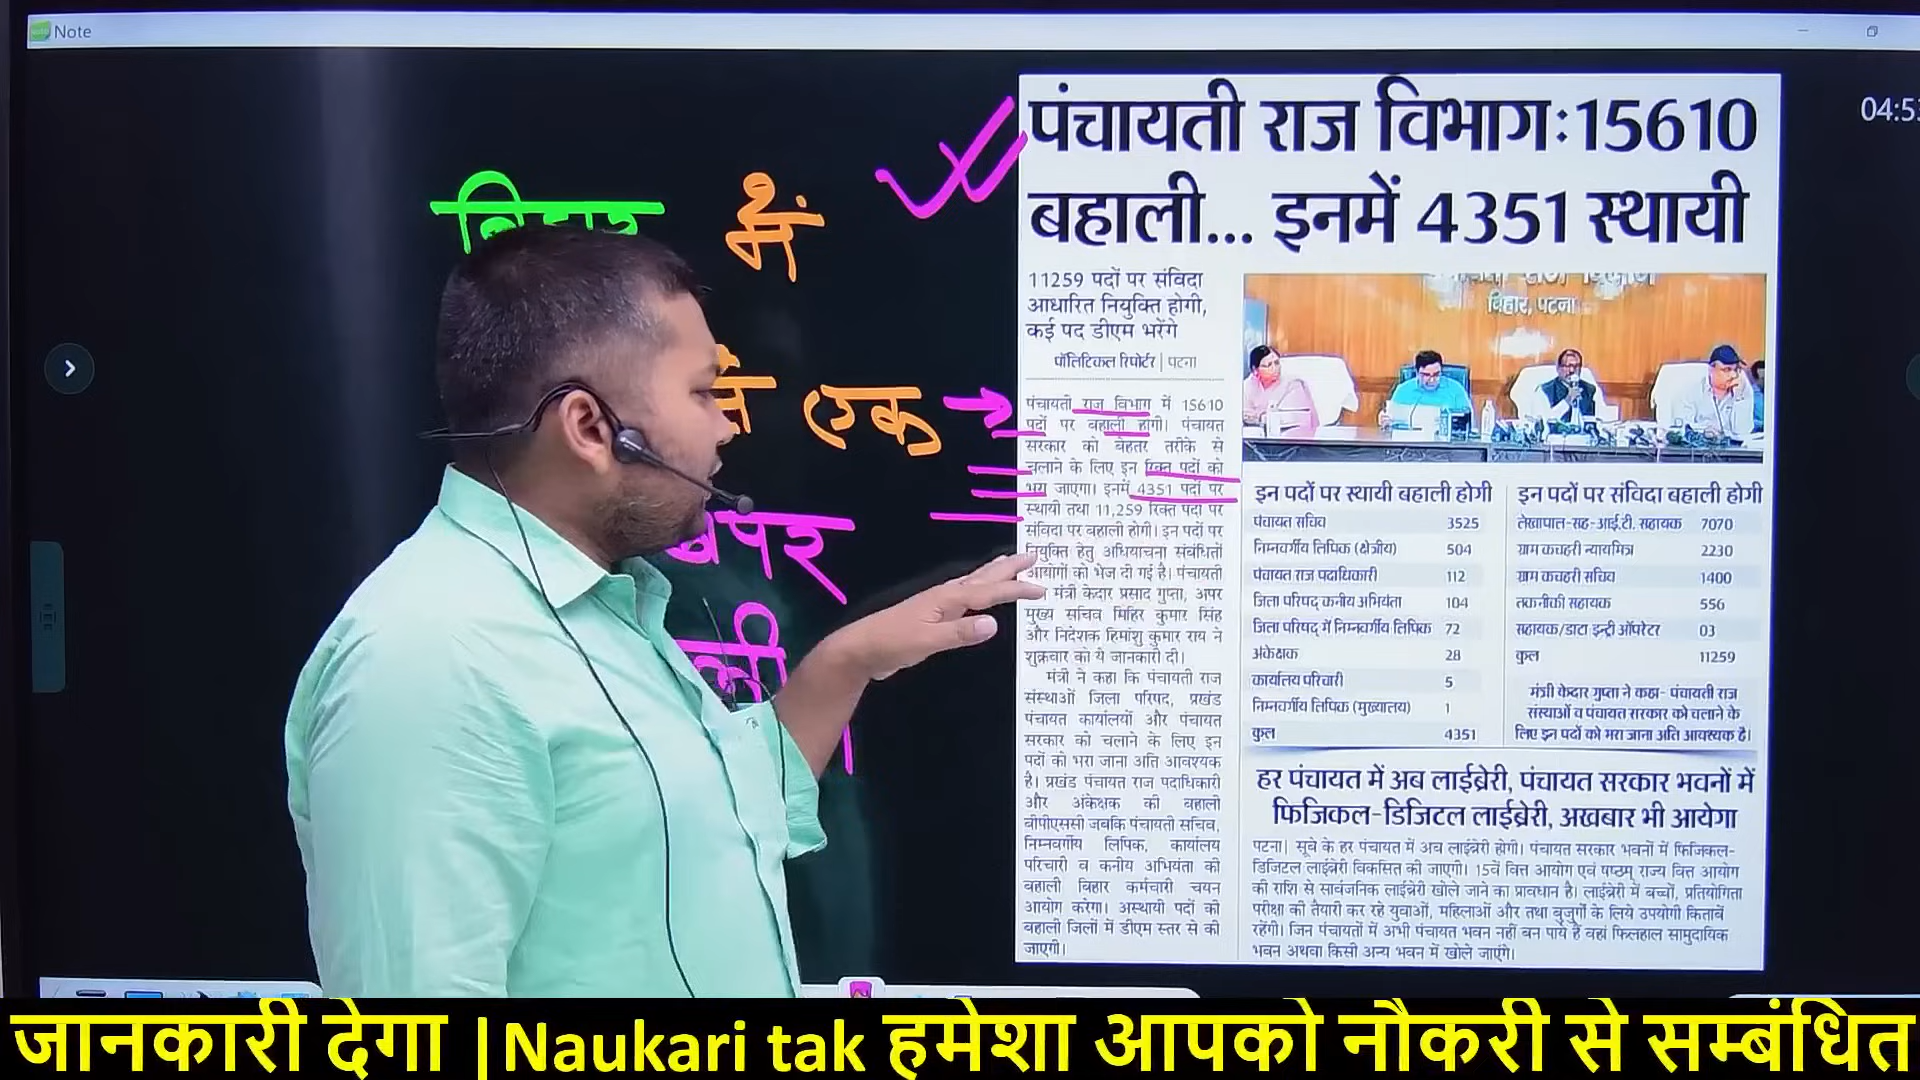 Note
04:53
बिहार में
एक
खबर
पंचायती राज विभाग:15610
बहाली... इनमें 4351 स्थायी
11259 पदों पर संविदा
आधारित नियुक्ति होगी,
कई पद डीएम भरेंगे
पॉलिटिकल रिपोर्टर | पटना
पंचायती राज विभाग में 15610
पदों पर बहाली होगी। पंचायत
सरकार को बेहतर तरीके से
चलाने के लिए इन रिक्त पदों को
भरा जाएगा। इनमें 4351 पदों पर
स्थायी तथा 11,259 रिक्त पदों पर
संविदा पर बहाली होगी। इन पदों पर
नियुक्ति हेतु अधियाचना संबंधितों
आयोगों को भेज दी गई है। पंचायती
मंत्री केदार प्रसाद गुप्ता, अपर
मुख्य सचिव मिहिर कुमार सिंह
और निदेशक हिमांशु कुमार राय ने
शुक्रवार को ये जानकारी दी।
मंत्री ने कहा कि पंचायती राज
संस्थाओं जिला परिषद, प्रखंड
पंचायत कार्यालयों और पंचायत
सरकार को चलाने के लिए इन
पदों को भरा जाना अति आवश्यक
है। प्रखंड पंचायत राज पदाधिकारी
और अंकेक्षक की बहाली
बीपीएससी जबकि पंचायती सचिव,
निम्नवर्गीय लिपिक, कार्यालय
परिचारी व कनीय अभियंता की
बहाली बिहार कर्मचारी चयन
आयोग करेगा। अस्थायी पदों की
बहाली जिलों में डीएम स्तर से की
जाएगी।
बिहार, पटना
इन पदों पर स्थायी बहाली होगी
पंचायत सचिव 3525
निम्नवर्गीय लिपिक (क्षेत्रीय) 504
पंचायत राज पदाधिकारी 112
जिला परिषद् कनीय अभियंता 104
जिला परिषद् में निम्नवर्गीय लिपिक 72
अंकेक्षक 28
कार्यालय परिचारी 5
निम्नवर्गीय लिपिक (मुख्यालय) 1
कुल 4351
इन पदों पर संविदा बहाली होगी
लेखापाल-सह-आई.टी. सहायक 7070
ग्राम कचहरी न्यायमित्र 2230
ग्राम कचहरी सचिव 1400
तकनीकी सहायक 556
सहायक/डाटा इन्ट्री ऑपरेटर 03
कुल 11259
मंत्री केदार गुप्ता ने कहा- पंचायती राज
संस्थाओं व पंचायत सरकार को चलाने के
लिए इन पदों को भरा जाना अति आवश्यक है।
हर पंचायत में अब लाईब्रेरी, पंचायत सरकार भवनों में
फिजिकल-डिजिटल लाईब्रेरी, अखबार भी आयेगा
पटना| सूबे के हर पंचायत में अब लाईब्रेरी होगी। पंचायत सरकार भवनों में फिजिकल-
डिजिटल लाईब्रेरी विकसित की जाएगी। 15वें वित्त आयोग एवं षष्ठम् राज्य वित्त आयोग
की राशि से सार्वजनिक लाईब्रेरी खोले जाने का प्रावधान है। लाईब्रेरी में बच्चों, प्रतियोगिता
परीक्षा की तैयारी कर रहे युवाओं, महिलाओं और तथा बुजुर्गों के लिये उपयोगी किताबें
रहेंगी। जिन पंचायतों में अभी पंचायत भवन नहीं बन पाये हैं वहां फिलहाल सामुदायिक
भवन अथवा किसी अन्य भवन में खोले जाएंगे।
जानकारी देगा |Naukari tak हमेशा आपको नौकरी से सम्बंधित